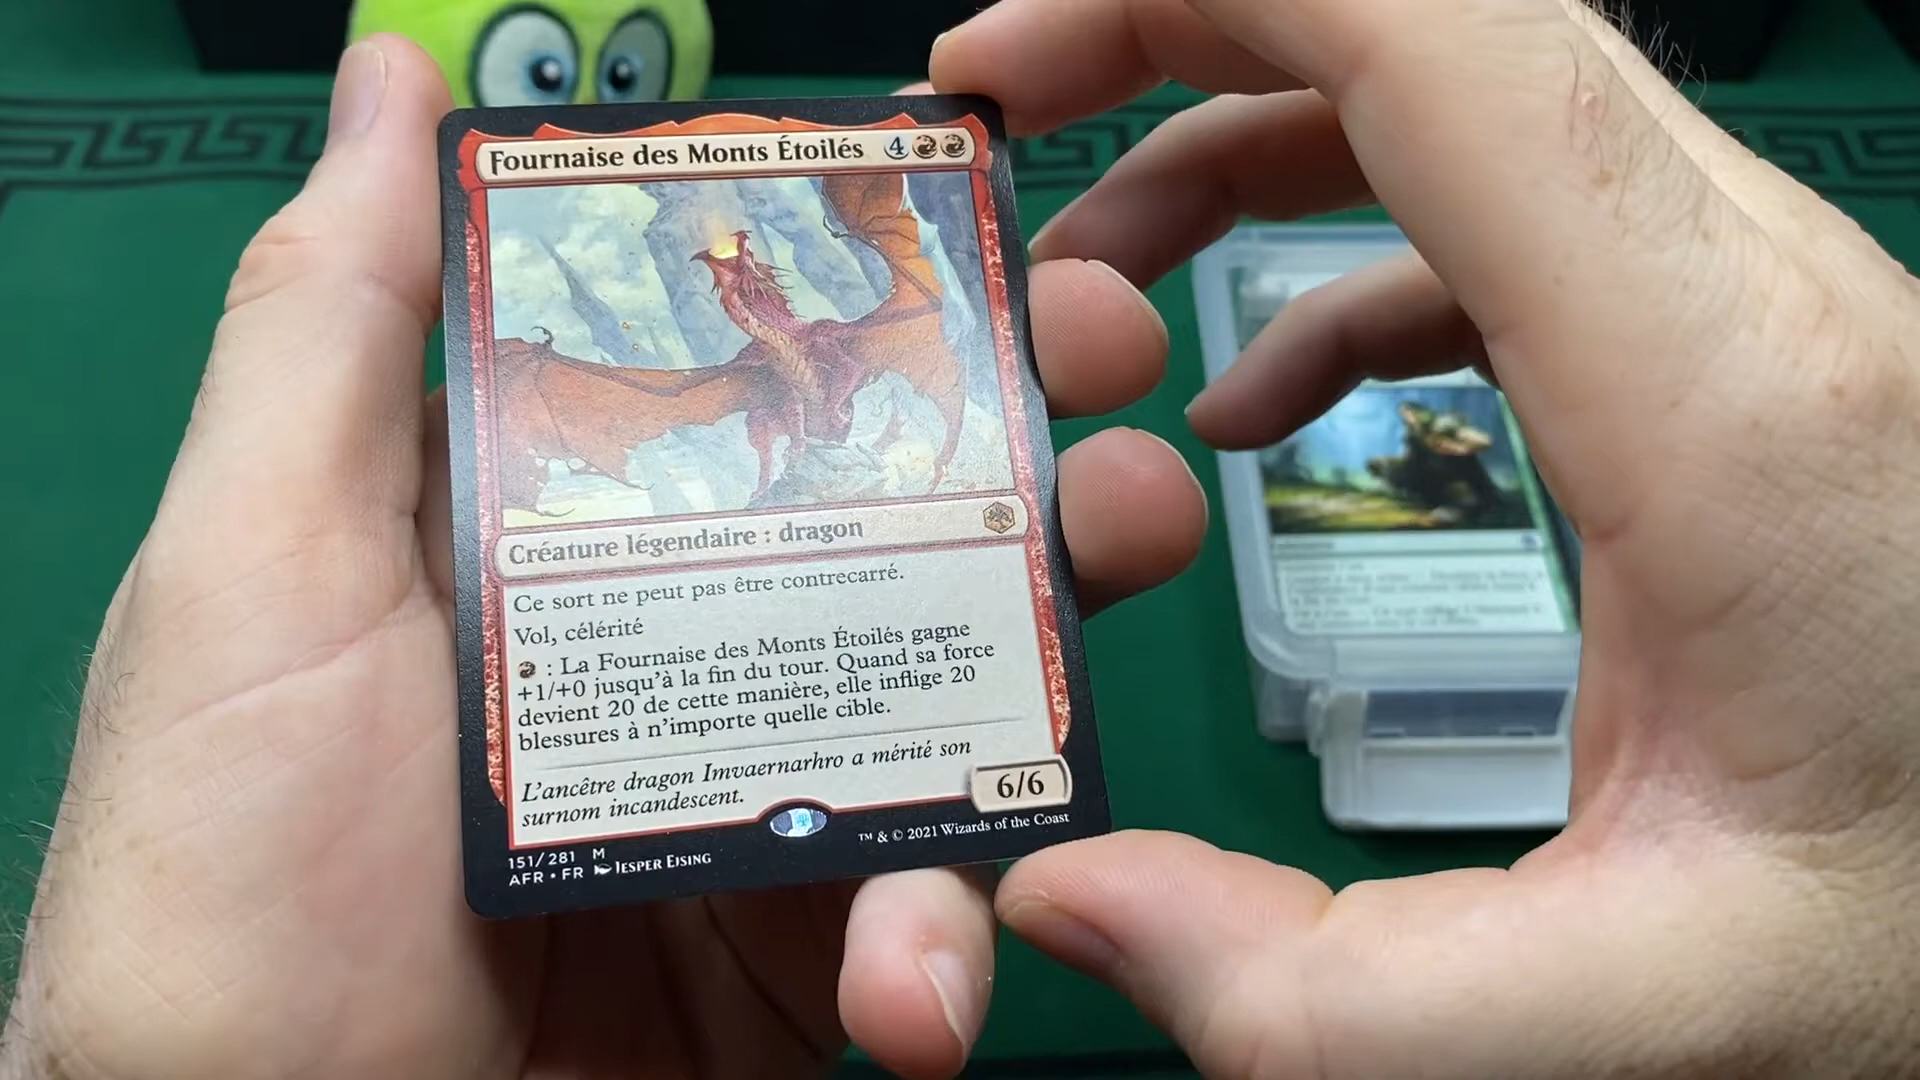 Fournaise des Monts Étoilés 4
Créature légendaire : dragon
Ce sort ne peut pas être contrecarré.
Vol, célérité
: La Fournaise des Monts Étoilés gagne
+1/+0 jusqu'à la fin du tour. Quand sa force
devient 20 de cette manière, elle inflige 20
blessures à n'importe quelle cible.
L'ancêtre dragon Imvaernarhro a mérité son
surnom incandescent.
6/6
151/281 M
AFR • FR Jesper Eising
™ & © 2021 Wizards of the Coast